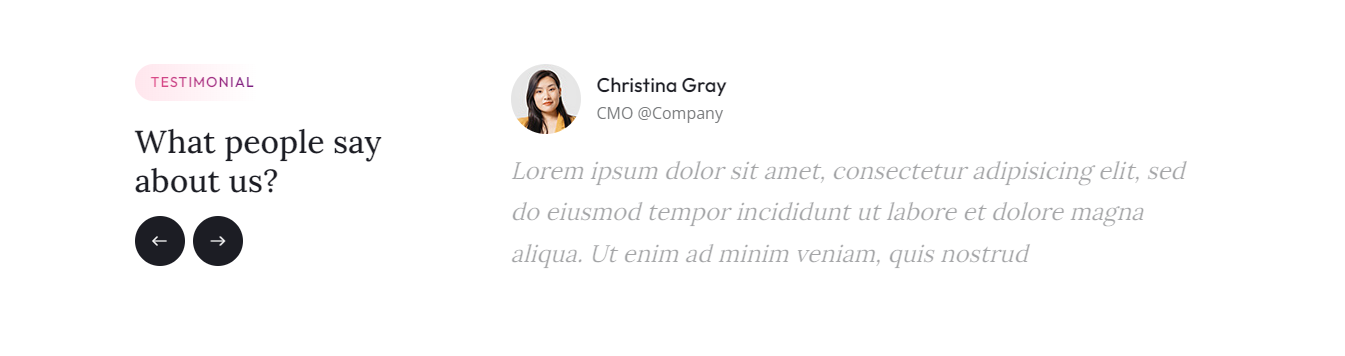 TESTIMONIAL
What people say
about us?
Christina Gray
CMO @Company
Lorem ipsum dolor sit amet, consectetur adipisicing elit, sed
do eiusmod tempor incididunt ut labore et dolore magna
aliqua. Ut enim ad minim veniam, quis nostrud